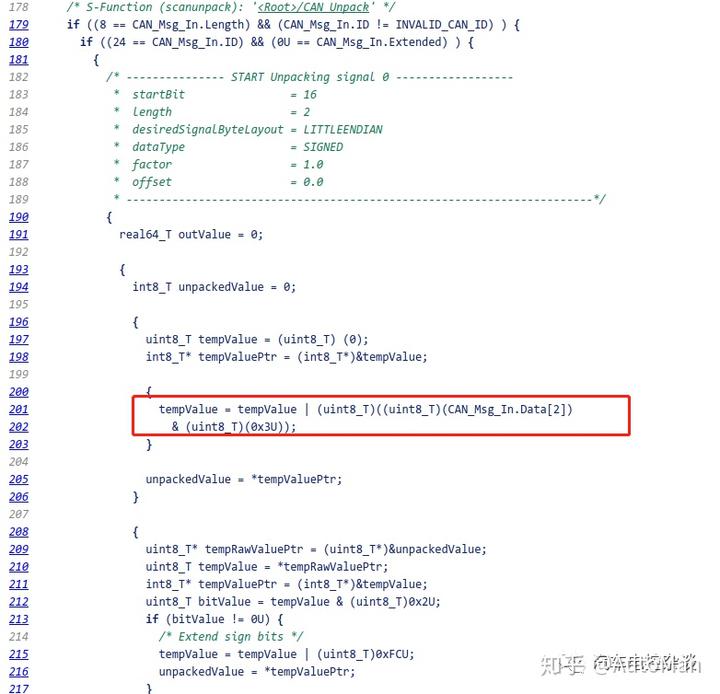 178 /* S-Function (scanunpack): '<Root>/CAN Unpack' */
179 if ((8 == CAN_Msg_In.Length) && (CAN_Msg_In.ID != INVALID_CAN_ID) ) {
180 if ((24 == CAN_Msg_In.ID) && (0U == CAN_Msg_In.Extended) ) {
181 {
182 /* --------------- START Unpacking signal 0 ------------------
183 * startBit = 16
184 * length = 2
185 * desiredSignalByteLayout = LITTLEENDIAN
186 * dataType = SIGNED
187 * factor = 1.0
188 * offset = 0.0
189 * -----------------------------------------------------------------------*/
190 {
191 real64_T outValue = 0;
192
193 {
194 int8_T unpackedValue = 0;
195
196 {
197 uint8_T tempValue = (uint8_T) (0);
198 int8_T* tempValuePtr = (int8_T*)&tempValue;
199
200 {
201 tempValue = tempValue | (uint8_T)((uint8_T)(CAN_Msg_In.Data[2])
202 & (uint8_T)(0x3U));
203 }
204
205 unpackedValue = *tempValuePtr;
206 }
207
208 {
209 uint8_T* tempRawValuePtr = (uint8_T*)&unpackedValue;
210 uint8_T tempValue = *tempRawValuePtr;
211 int8_T* tempValuePtr = (int8_T*)&tempValue;
212 uint8_T bitValue = tempValue & (uint8_T)0x2U;
213 if (bitValue != 0U) {
214 /* Extend sign bits */
215 tempValue = tempValue | (uint8_T)0xFCU;
216 unpackedValue = *tempValuePtr;
217 }
知乎